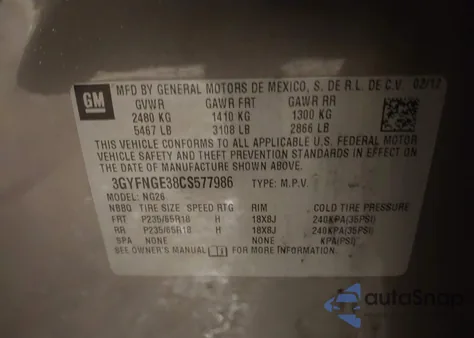 GM
MFD BY GENERAL MOTORS DE MEXICO, S. DE R.L. DE C.V. 02/12
GVWR GAWR FRT GAWR RR
2480 KG 1410 KG 1300 KG
5467 LB 3108 LB 2866 LB
THIS VEHICLE CONFORMS TO ALL APPLICABLE U.S. FEDERAL MOTOR
VEHICLE SAFETY AND THEFT PREVENTION STANDARDS IN EFFECT ON
THE DATE OF MANUFACTURE SHOWN ABOVE.
3GYFNGE38CS577986 TYPE: M.P.V.
MODEL: NG26
NBBQ TIRE SIZE SPEED RTG RIM COLD TIRE PRESSURE
FRT P235/65R18 H 18X8J 240KPA(35PSI)
RR P235/65R18 H 18X8J 240KPA(35PSI)
SPA NONE NONE KPA(PSI)
SEE OWNER'S MANUAL FOR MORE INFORMATION.
autoSnap